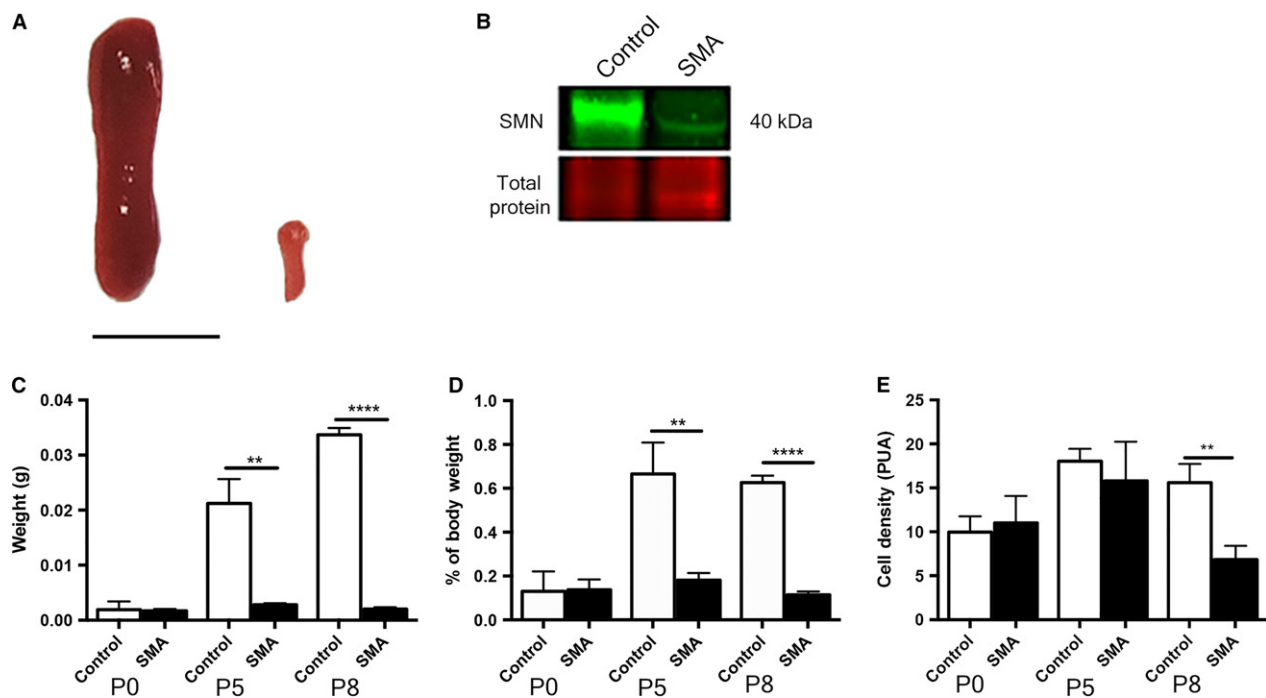 A
B
Control SMA
SMN 40 kDa
Total
protein
C
Weight (g)
0.04
0.03
0.02
0.01
0.00
**
****
Control SMA Control SMA Control SMA
P0 P5 P8
D
% of body weight
1.0
0.8
0.6
0.4
0.2
0.0
**
****
Control SMA Control SMA Control SMA
P0 P5 P8
E
Cell density (PUA)
25
20
15
10
5
0
**
Control SMA Control SMA Control SMA
P0 P5 P8